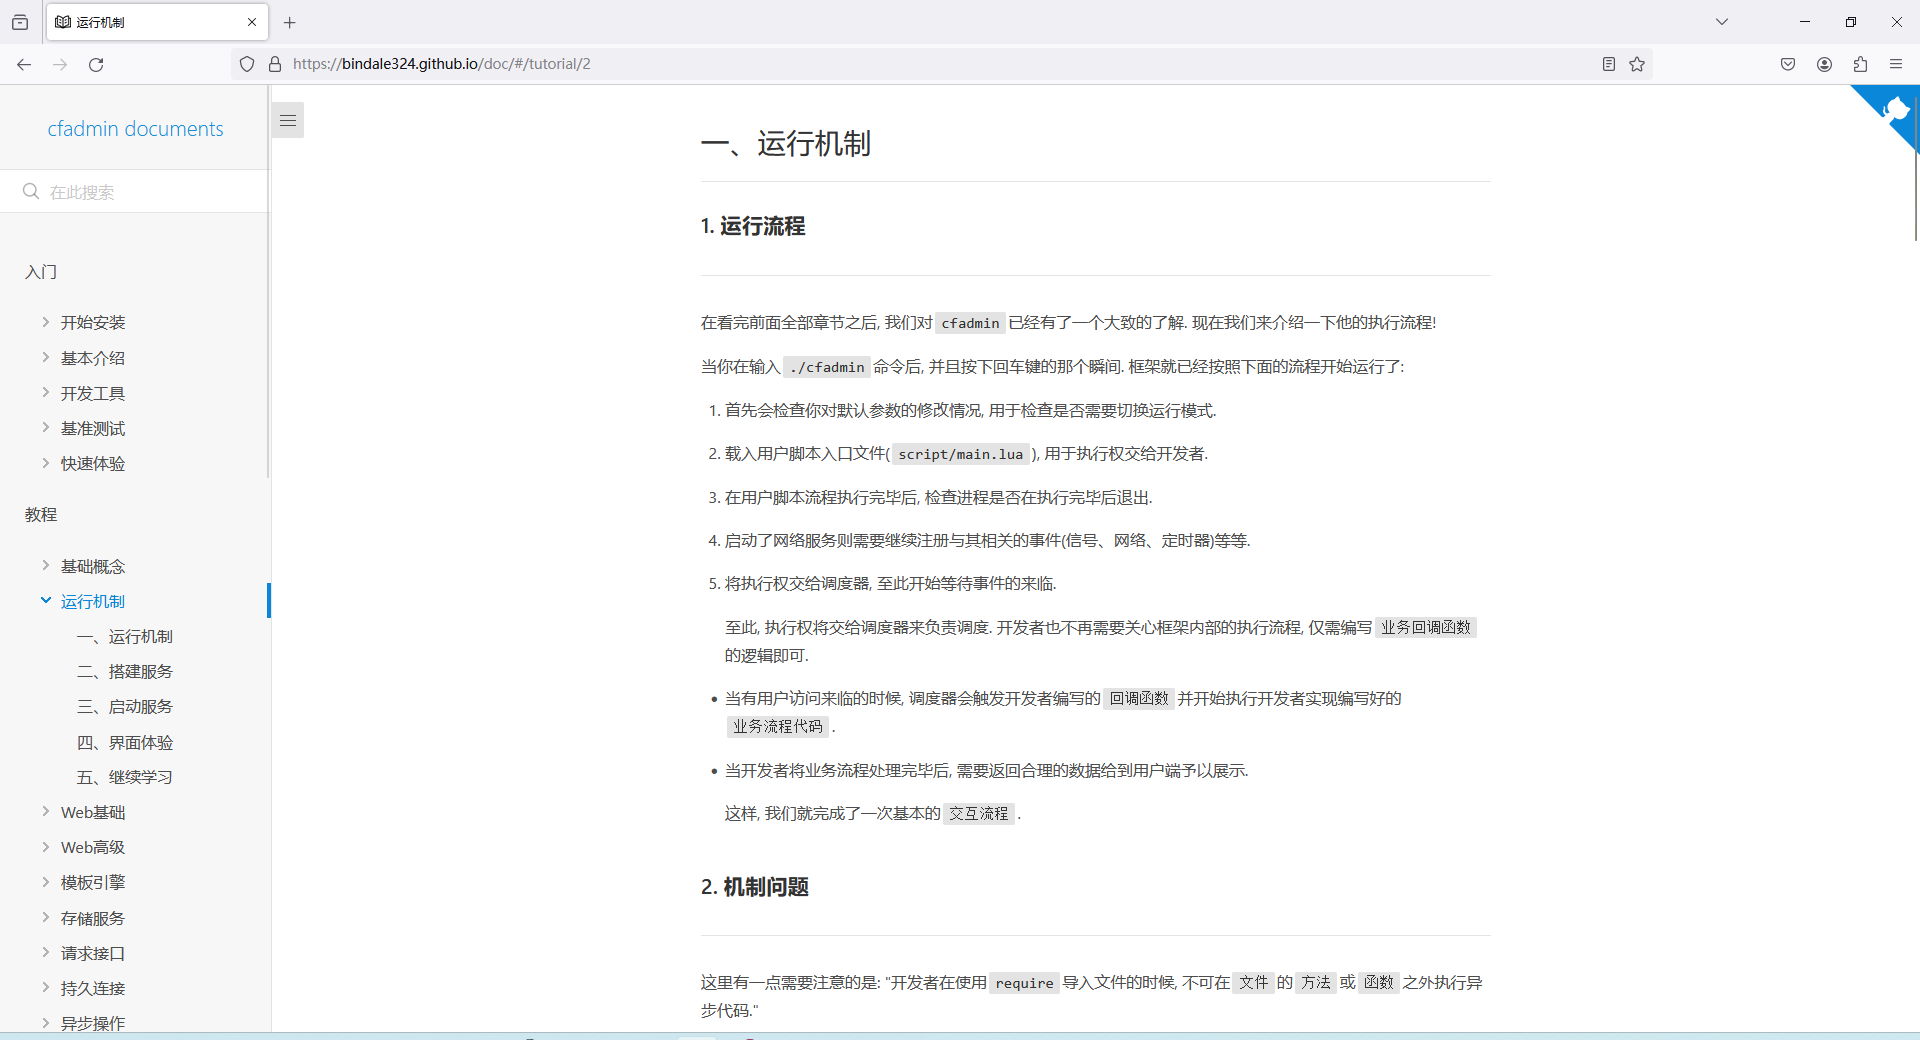 运行机制
https://bindale324.github.io/doc/#/tutorial/2
cfadmin documents
在此搜索
入门
开始安装
基本介绍
开发工具
基准测试
快速体验
教程
基础概念
运行机制
一、运行机制
二、搭建服务
三、启动服务
四、界面体验
五、继续学习
Web基础
Web高级
模板引擎
存储服务
请求接口
持久连接
异步操作
一、运行机制
1. 运行流程
在看完前面全部章节之后, 我们对 cfadmin 已经有了一个大致的了解. 现在我们来介绍一下他的执行流程!
当你在输入 ./cfadmin 命令后, 并且按下回车键的那个瞬间. 框架就已经按照下面的流程开始运行了:
1. 首先会检查你对默认参数的修改情况, 用于检查是否需要切换运行模式.
2. 载入用户脚本入口文件( script/main.lua ), 用于执行权交给开发者.
3. 在用户脚本流程执行完毕后, 检查进程是否在执行完毕后退出.
4. 启动了网络服务则需要继续注册与其相关的事件(信号、网络、定时器)等等.
5. 将执行权交给调度器, 至此开始等待事件的来临.
至此, 执行权将交给调度器来负责调度. 开发者也不再需要关心框架内部的执行流程, 仅需编写 业务回调函数
的逻辑即可.
• 当有用户访问来临的时候, 调度器会触发开发者编写的 回调函数 并开始执行开发者实现编写好的
业务流程代码 .
• 当开发者将业务流程处理完毕后, 需要返回合理的数据给到用户端予以展示.
这样, 我们就完成了一次基本的 交互流程 .
2. 机制问题
这里有一点需要注意的是: "开发者在使用 require 导入文件的时候, 不可在 文件 的 方法 或 函数 之外执行异
步代码."